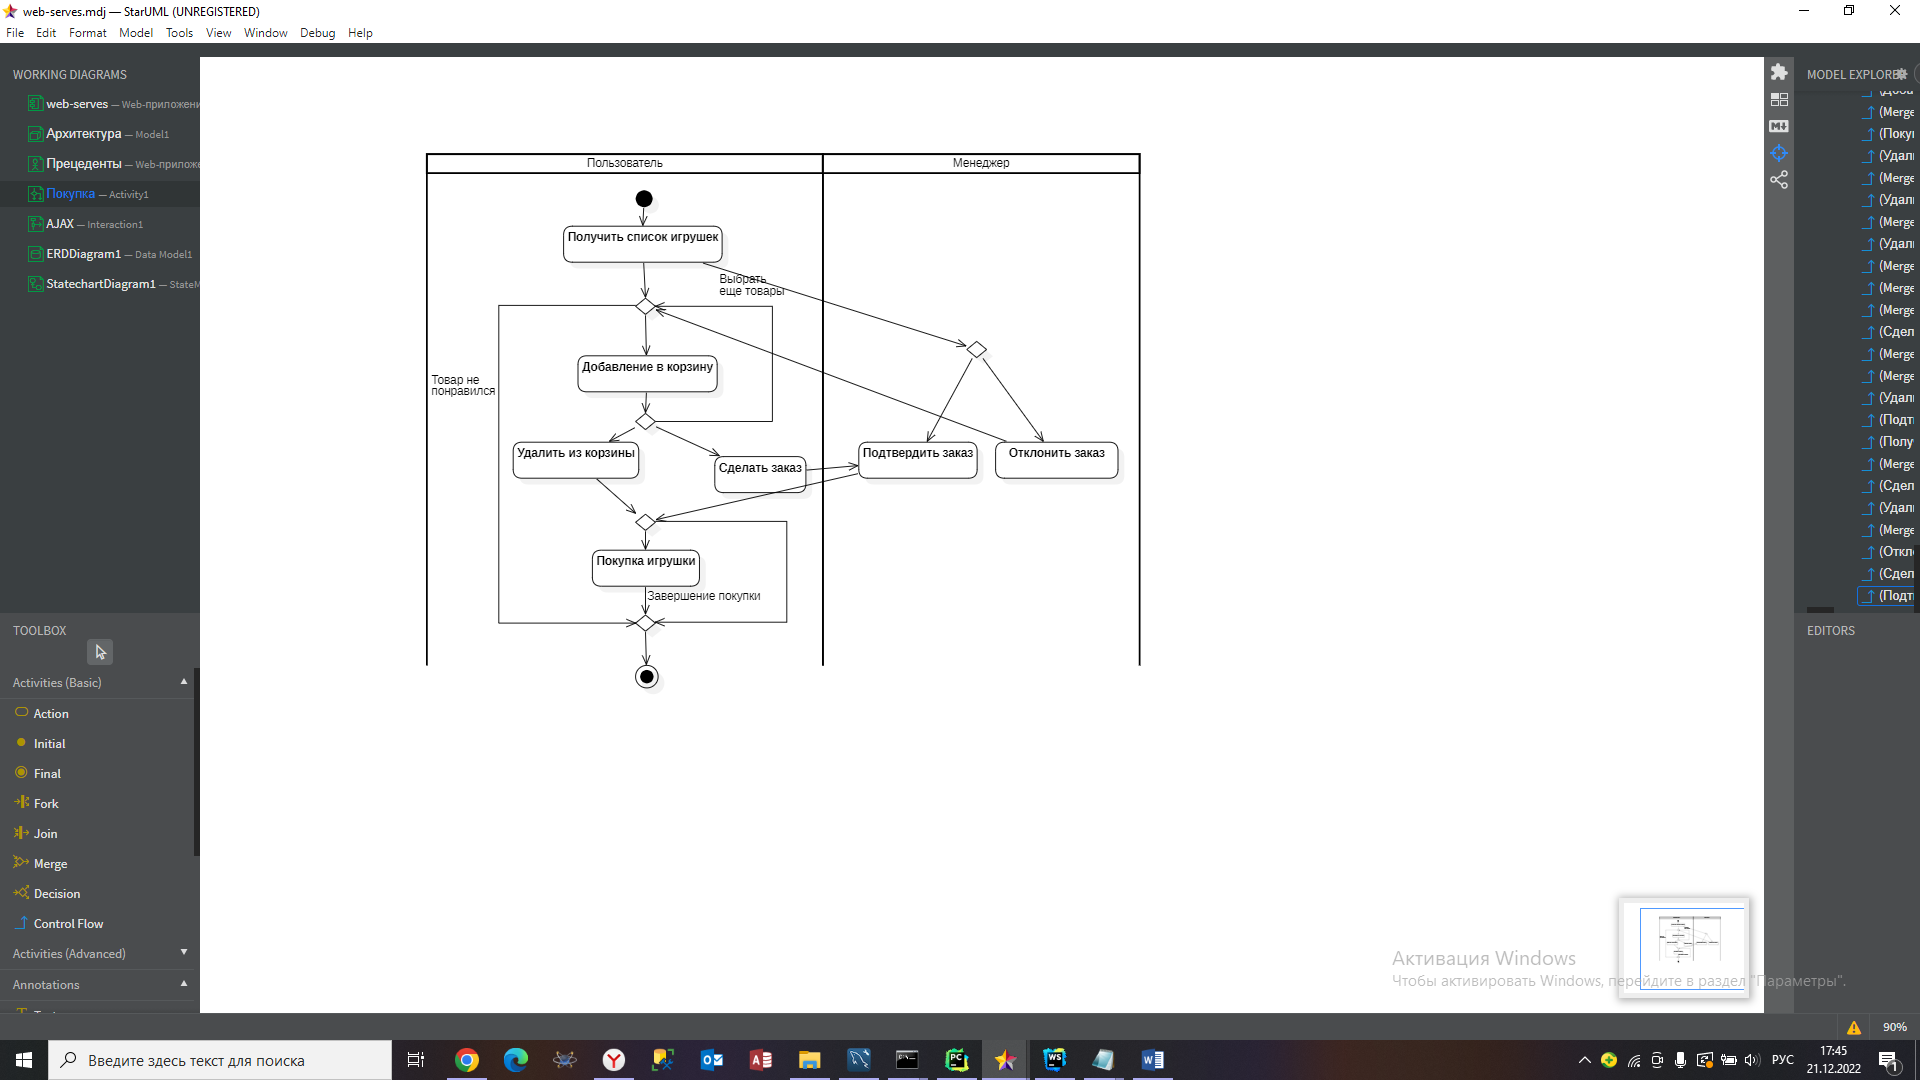 web-serves.mdj — StarUML (UNREGISTERED)
File Edit Format Model Tools View Window Debug Help
WORKING DIAGRAMS
web-serves — Web-приложени
Архитектура — Model1
Прецеденты — Web-приложе
Покупка — Activity1
AJAX — Interaction1
ERDDiagram1 — Data Model1
StatechartDiagram1 — StateM
TOOLBOX
Activities (Basic)
Action
Initial
Final
Fork
Join
Merge
Decision
Control Flow
Activities (Advanced)
Annotations
Пользователь
Менеджер
Получить список игрушек
Выбрать
еще товары
Добавление в корзину
Товар не
понравился
Удалить из корзины
Сделать заказ
Подтвердить заказ
Отклонить заказ
Покупка игрушки
Завершение покупки
MODEL EXPLORE
(Merge
(Поку
(Удал
(Merge
(Удал
(Merge
(Удал
(Merge
(Merge
(Merge
(Сдел
(Merge
(Merge
(Удал
(Подт
(Полу
(Merge
(Сдел
(Удал
(Merge
(Откл
(Сдел
(Подт
EDITORS
Активация Windows
Чтобы активировать Windows, перейдите в раздел "Параметры".
90%
Введите здесь текст для поиска
РУС
17:45
21.12.2022
1